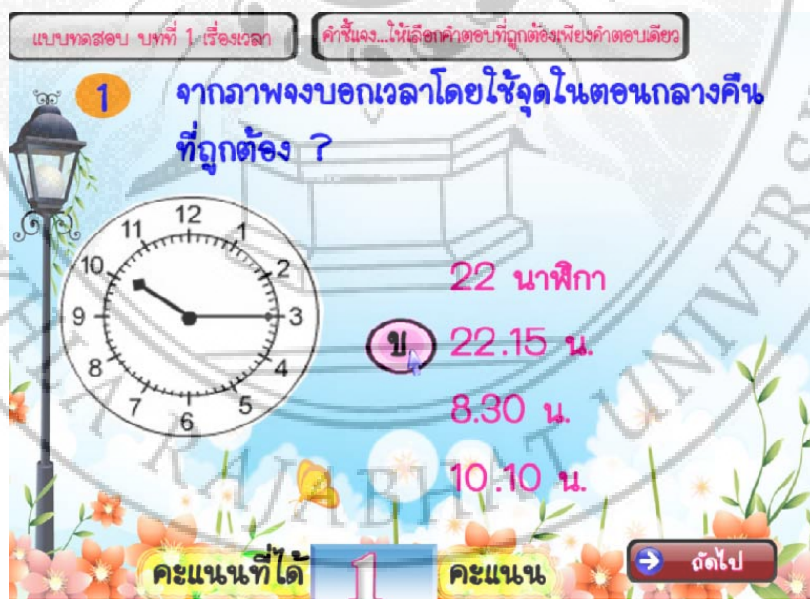 แบบทดสอบ บทที่ 1 เรื่องเวลา
คำชี้แจง...ให้เลือกคำตอบที่ถูกต้องเพียงคำตอบเดียว
1 จากภาพจงบอกเวลาโดยใช้จุดในตอนกลางคืน
ที่ถูกต้อง ?
12
11 1
10 2
9 3
8 4
7 5
6
22 นาฬิกา
ข 22.15 น.
8.30 น.
10.10 น.
คะแนนที่ได้ 1 คะแนน
ถัดไป
RAJABHAT UNIVERS